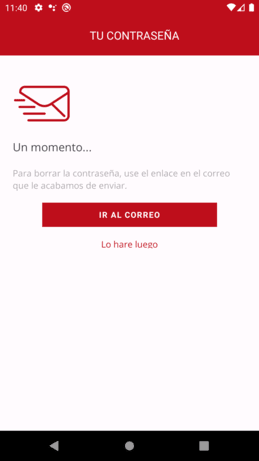 11:40
TU CONTRASEÑA
Un momento...
Para borrar la contraseña, use el enlace en el correo
que le acabamos de enviar.
IR AL CORREO
Lo hare luego